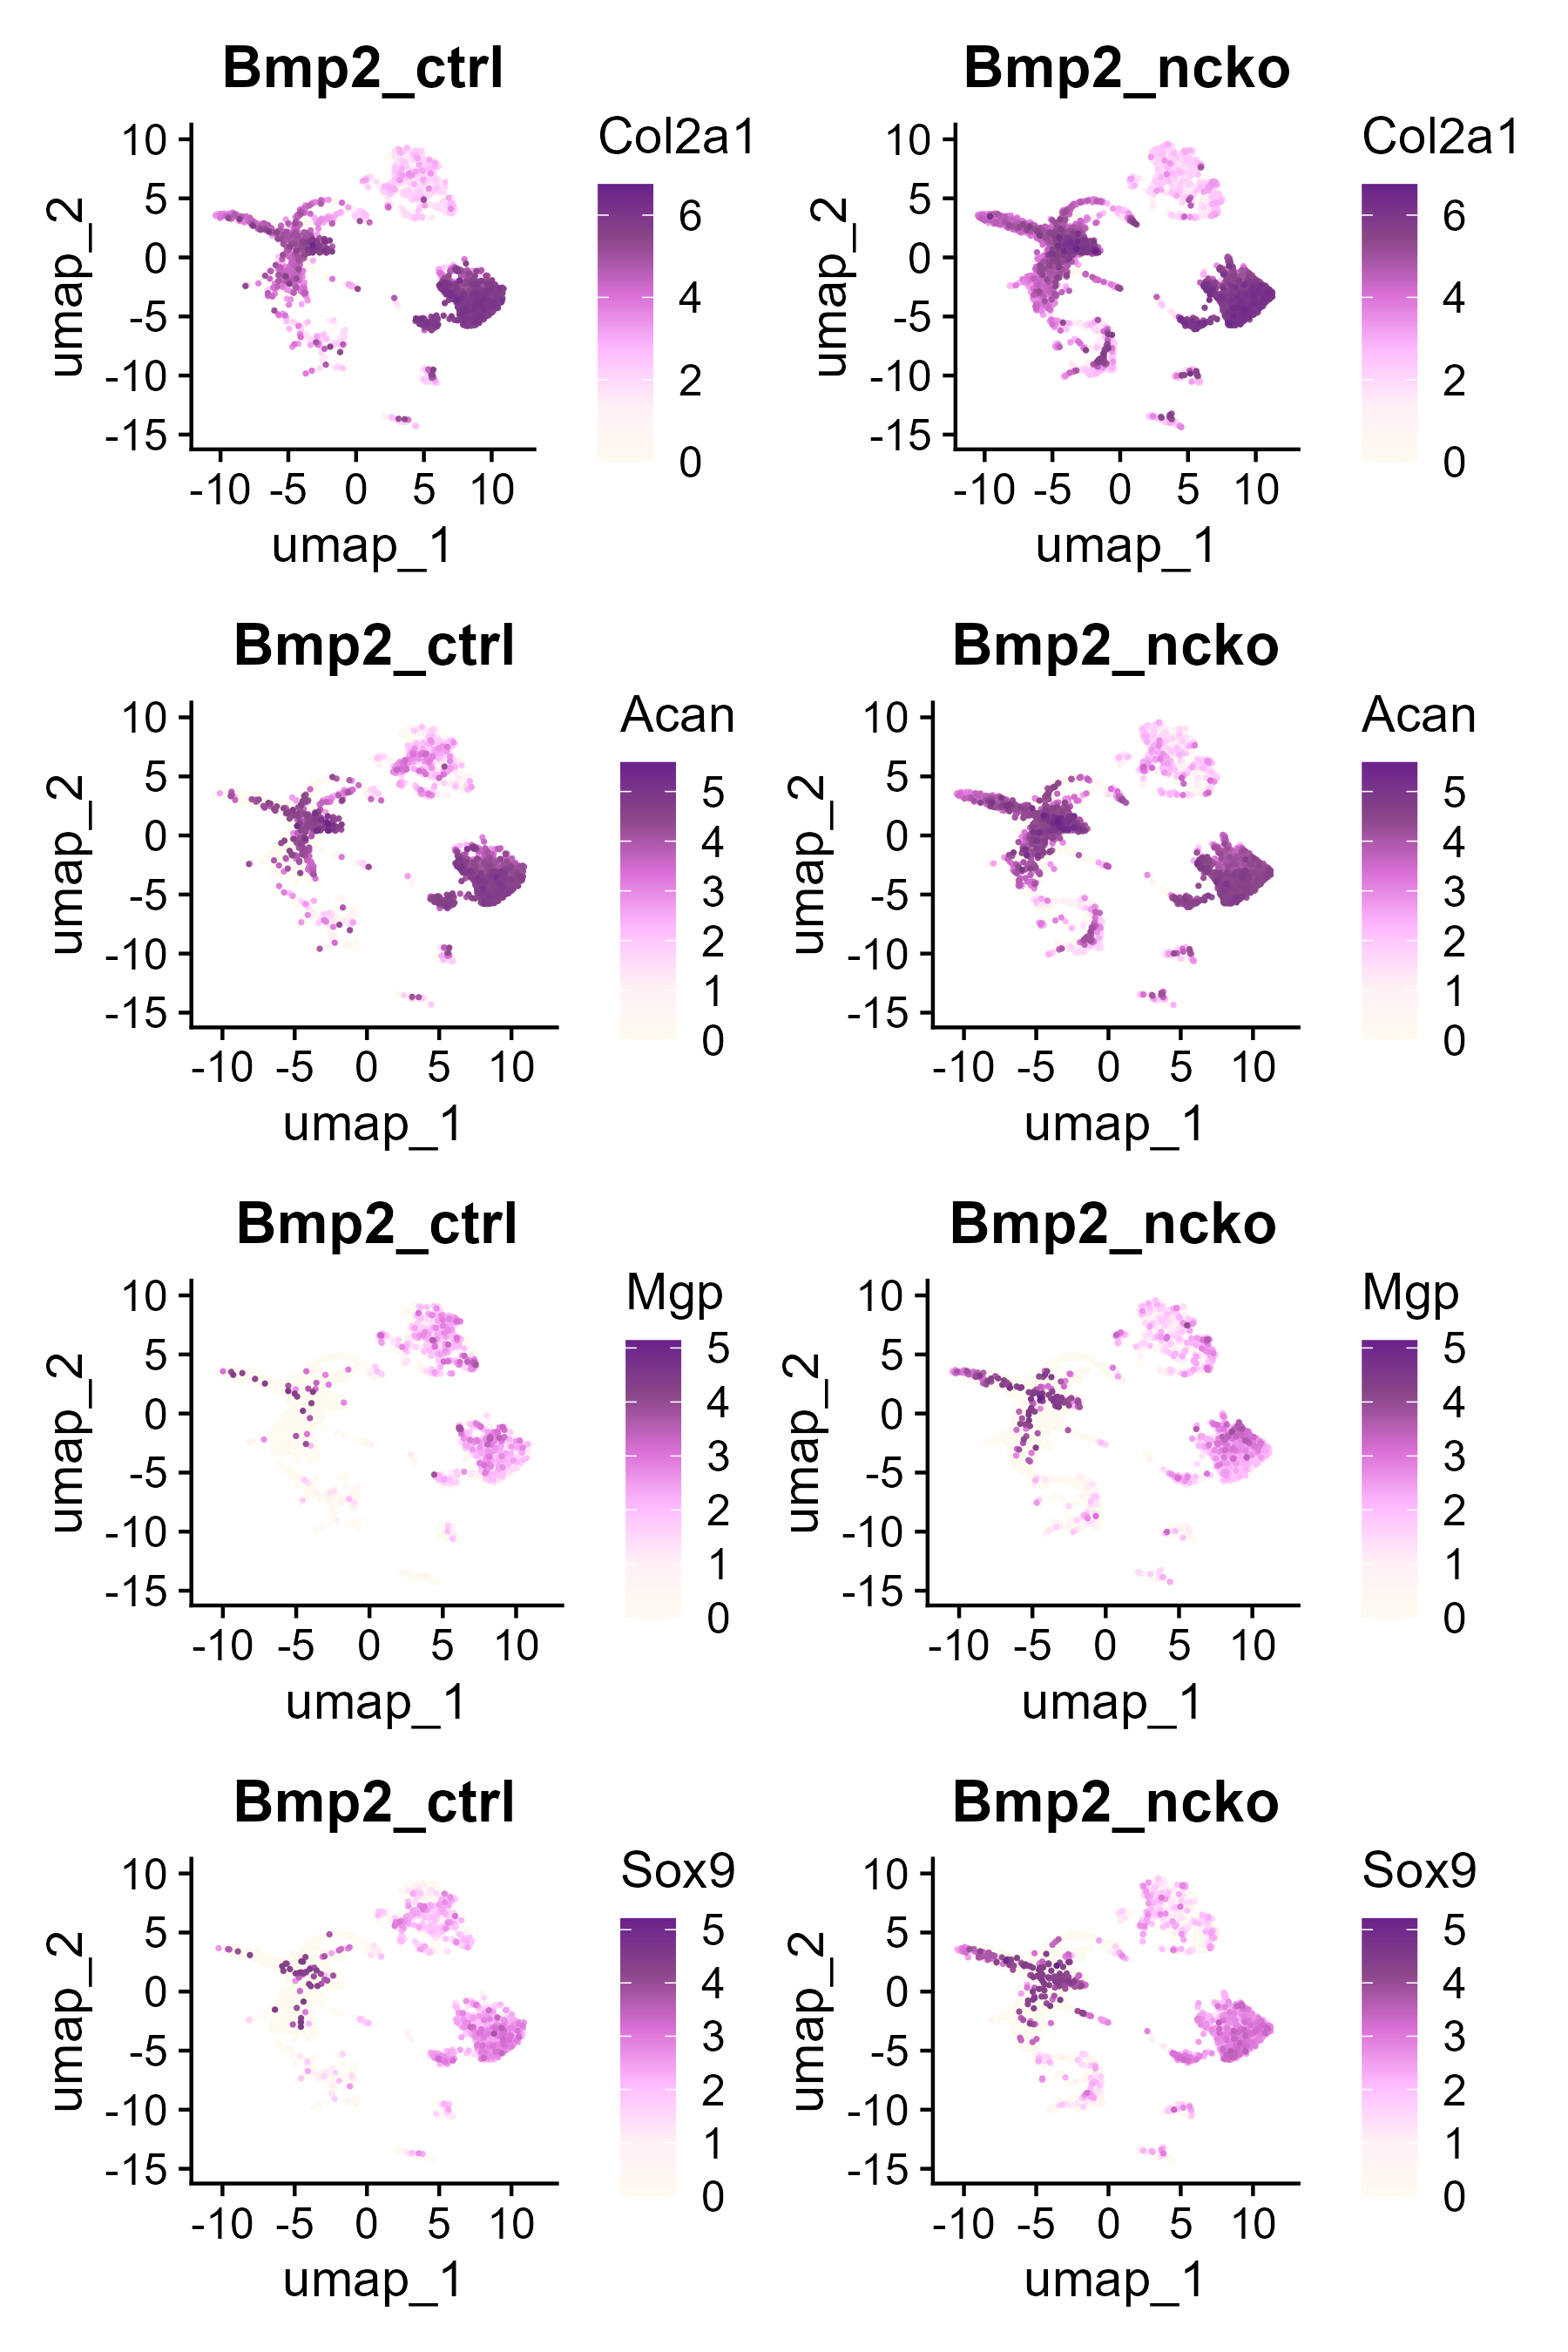 Bmp2_ctrl Bmp2_ncko
Col2a1 Col2a1
10 5 0 -5 -10 -15 6 4 2 0 10 5 0 -5 -10 -15 6 4 2 0
umap_2 umap_2
-10 -5 0 5 10 -10 -5 0 5 10
umap_1 umap_1
Bmp2_ctrl Bmp2_ncko
Acan Acan
10 5 0 -5 -10 -15 5 4 3 2 1 0 10 5 0 -5 -10 -15 5 4 3 2 1 0
umap_2 umap_2
-10 -5 0 5 10 -10 -5 0 5 10
umap_1 umap_1
Bmp2_ctrl Bmp2_ncko
Mgp Mgp
10 5 0 -5 -10 -15 5 4 3 2 1 0 10 5 0 -5 -10 -15 5 4 3 2 1 0
umap_2 umap_2
-10 -5 0 5 10 -10 -5 0 5 10
umap_1 umap_1
Bmp2_ctrl Bmp2_ncko
Sox9 Sox9
10 5 0 -5 -10 -15 5 4 3 2 1 0 10 5 0 -5 -10 -15 5 4 3 2 1 0
umap_2 umap_2
-10 -5 0 5 10 -10 -5 0 5 10
umap_1 umap_1